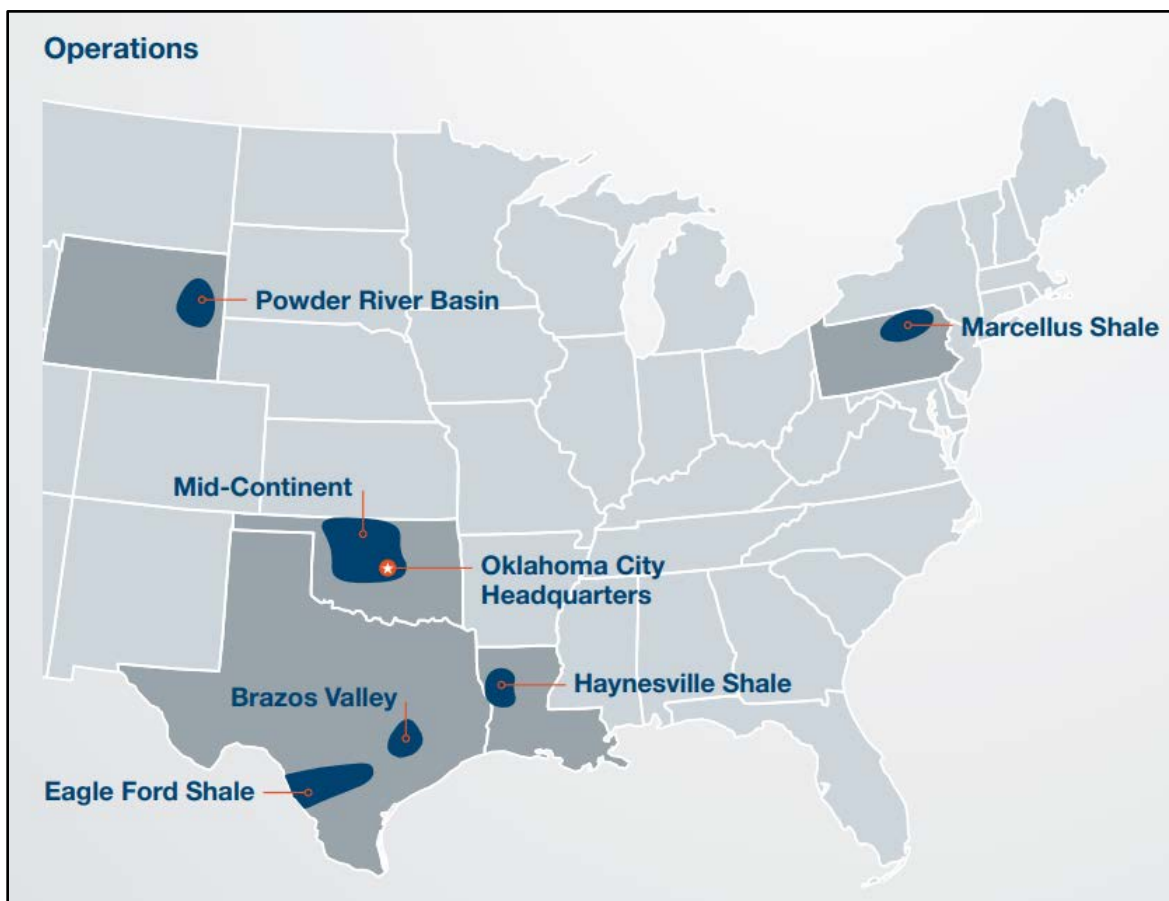 Operations
Powder River Basin
Marcellus Shale
Mid-Continent
Oklahoma City
Headquarters
Haynesville Shale
Brazos Valley
Eagle Ford Shale